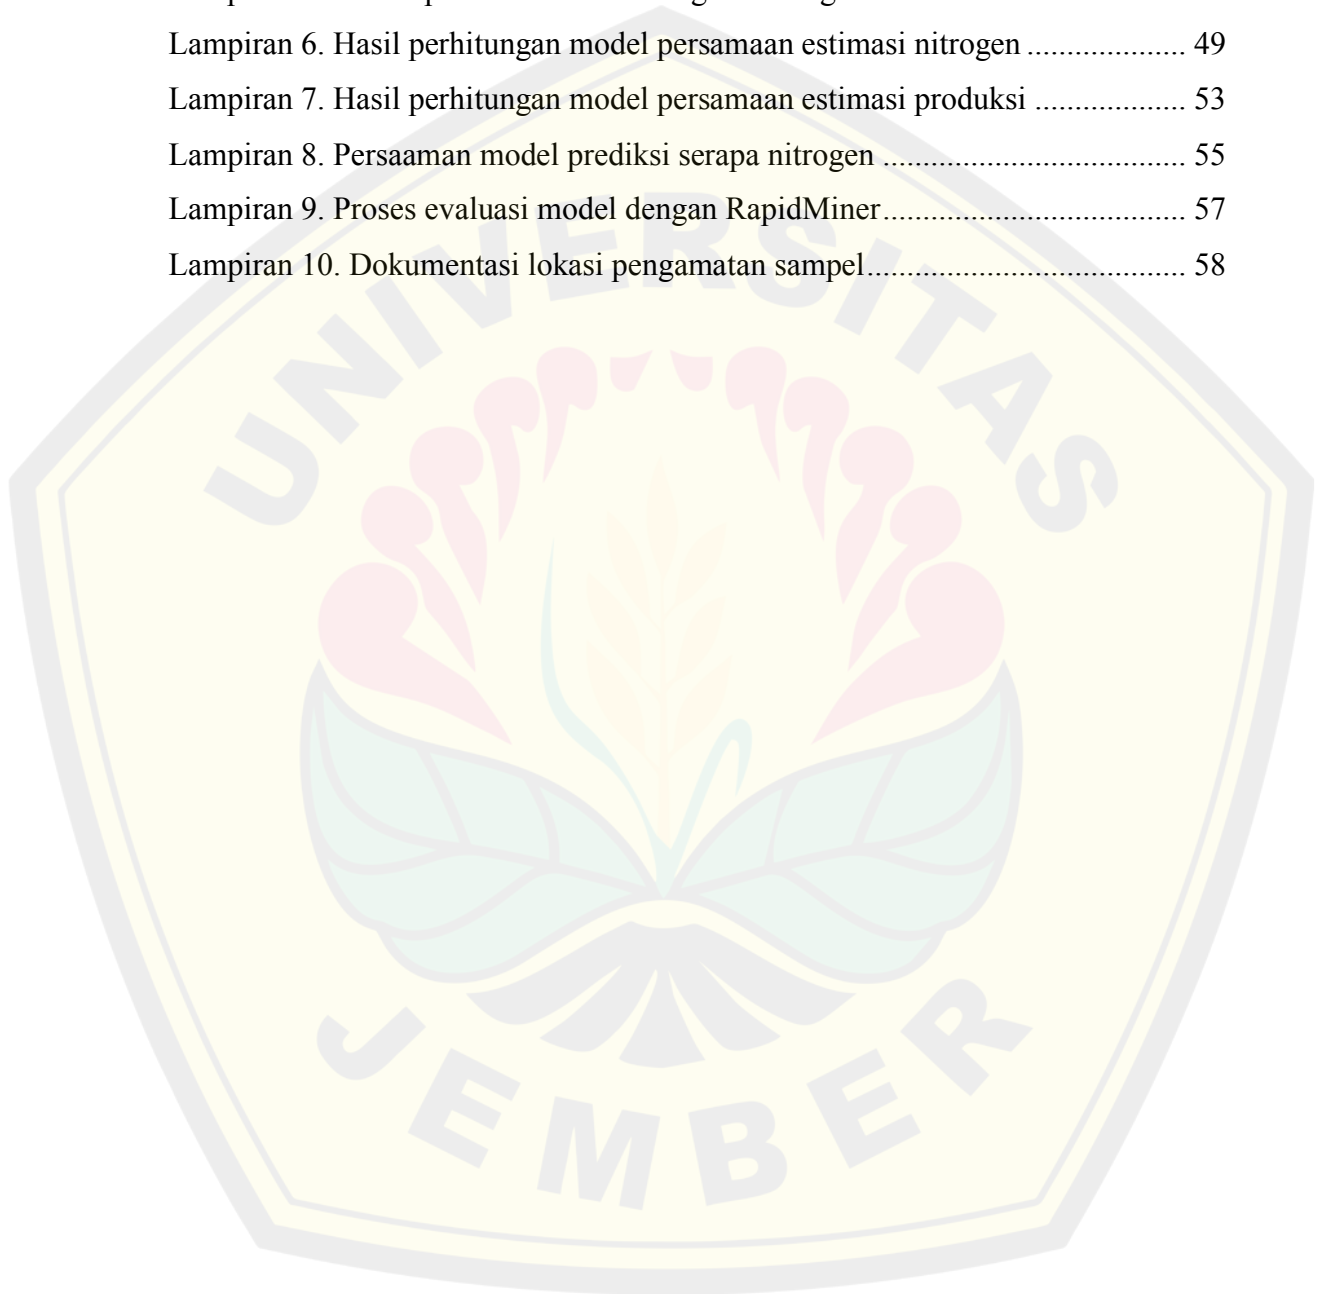 Lampiran 6. Hasil perhitungan model persamaan estimasi nitrogen .................... 49
Lampiran 7. Hasil perhitungan model persamaan estimasi produksi ................... 53
Lampiran 8. Persaaman model prediksi serapa nitrogen ...................................... 55
Lampiran 9. Proses evaluasi model dengan RapidMiner...................................... 57
Lampiran 10. Dokumentasi lokasi pengamatan sampel........................................ 58
UNIVERSITAS
JEMBER